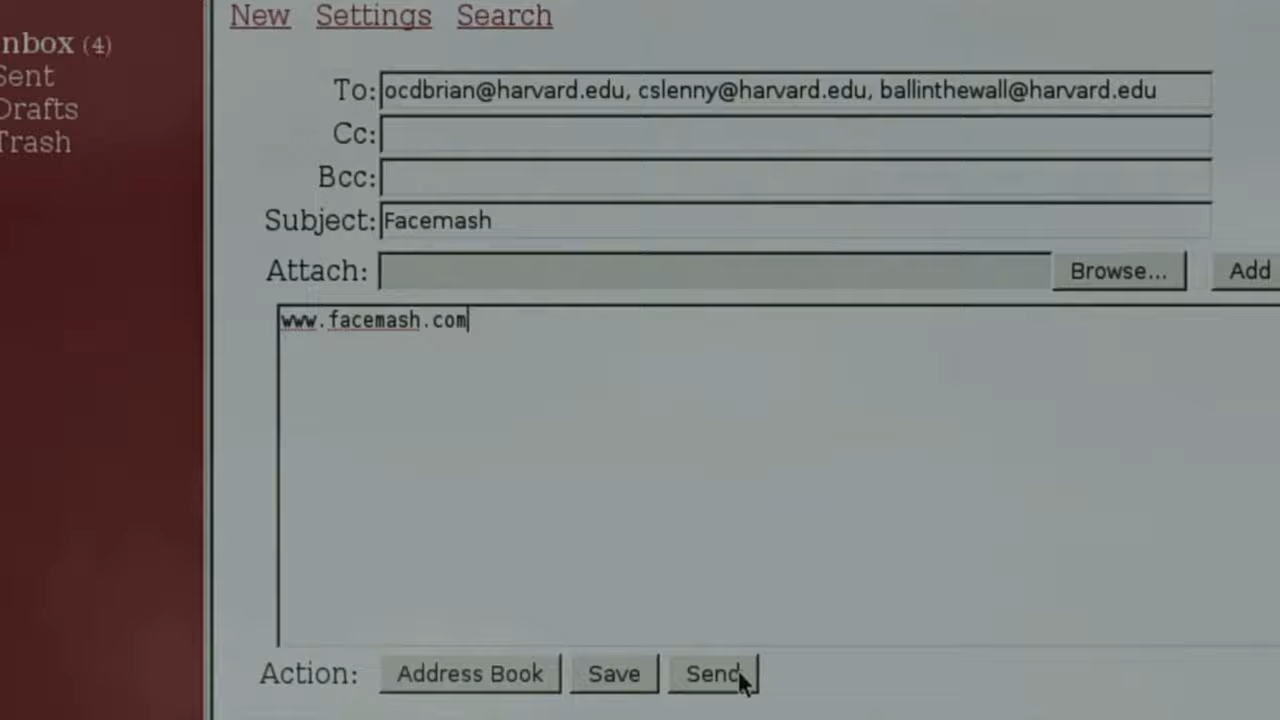 New Settings Search
nbox (4)
Sent
Drafts
Trash
To: ocdbrian@harvard.edu, cslenny@harvard.edu, ballinthewall@harvard.edu
Cc:
Bcc:
Subject: Facemash
Attach: Browse... Add
www.facemash.com
Action: Address Book Save Send